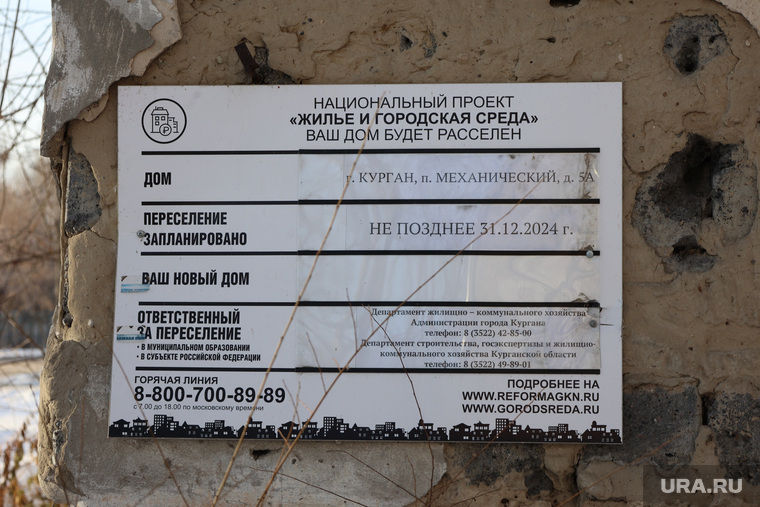 НАЦИОНАЛЬНЫЙ ПРОЕКТ
«ЖИЛЬЕ И ГОРОДСКАЯ СРЕДА»
ВАШ ДОМ БУДЕТ РАССЕЛЕН
ДОМ
г. КУРГАН, п. МЕХАНИЧЕСКИЙ, д. 5А
ПЕРЕСЕЛЕНИЕ
ЗАПЛАНИРОВАНО
НЕ ПОЗДНЕЕ 31.12.2024 г.
ВАШ НОВЫЙ ДОМ
ОТВЕТСТВЕННЫЙ
ЗА ПЕРЕСЕЛЕНИЕ
• В МУНИЦИПАЛЬНОМ ОБРАЗОВАНИИ
• В СУБЪЕКТЕ РОССИЙСКОЙ ФЕДЕРАЦИИ
Департамент жилищно – коммунального хозяйства
Администрации города Кургана
телефон: 8 (3522) 42-85-00
Департамент строительства, госэкспертизы и жилищно-
коммунального хозяйства Курганской области
телефон: 8 (3522) 49-89-01
ГОРЯЧАЯ ЛИНИЯ
8-800-700-89-89
с 7.00 до 18.00 по московскому времени
ПОДРОБНЕЕ НА
WWW.REFORMAGKN.RU
WWW.GORODSREDA.RU
URA.RU